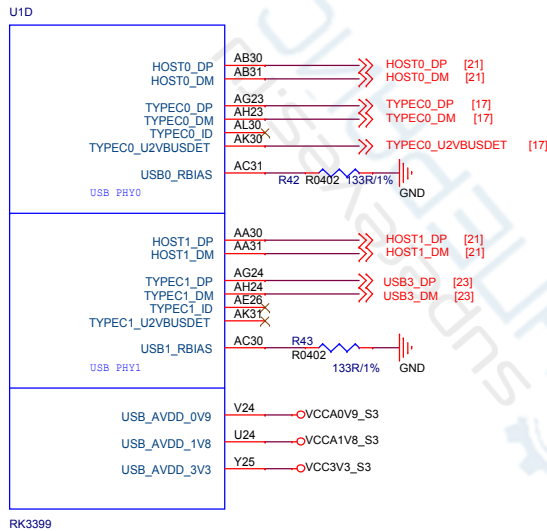 U1D
HOST0_DP AB30 HOST0_DP [21]
HOST0_DM AB31 HOST0_DM [21]
TYPEC0_DP AG23 TYPEC0_DP [17]
TYPEC0_DM AH23 TYPEC0_DM [17]
TYPEC0_ID AL30
TYPEC0_U2VBUSDET AK30 TYPEC0_U2VBUSDET [17]
USB0_RBIAS AC31 R42 R0402 133R/1%
GND
USB PHY0
HOST1_DP AA30 HOST1_DP [21]
HOST1_DM AA31 HOST1_DM [21]
TYPEC1_DP AG24 USB3_DP [23]
TYPEC1_DM AH24 USB3_DM [23]
TYPEC1_ID AE26
TYPEC1_U2VBUSDET AK31
USB1_RBIAS AC30 R43
R0402
133R/1% GND
USB PHY1
USB_AVDD_0V9 V24 VCCA0V9_S3
USB_AVDD_1V8 U24 VCCA1V8_S3
USB_AVDD_3V3 Y25 VCC3V3_S3
RK3399